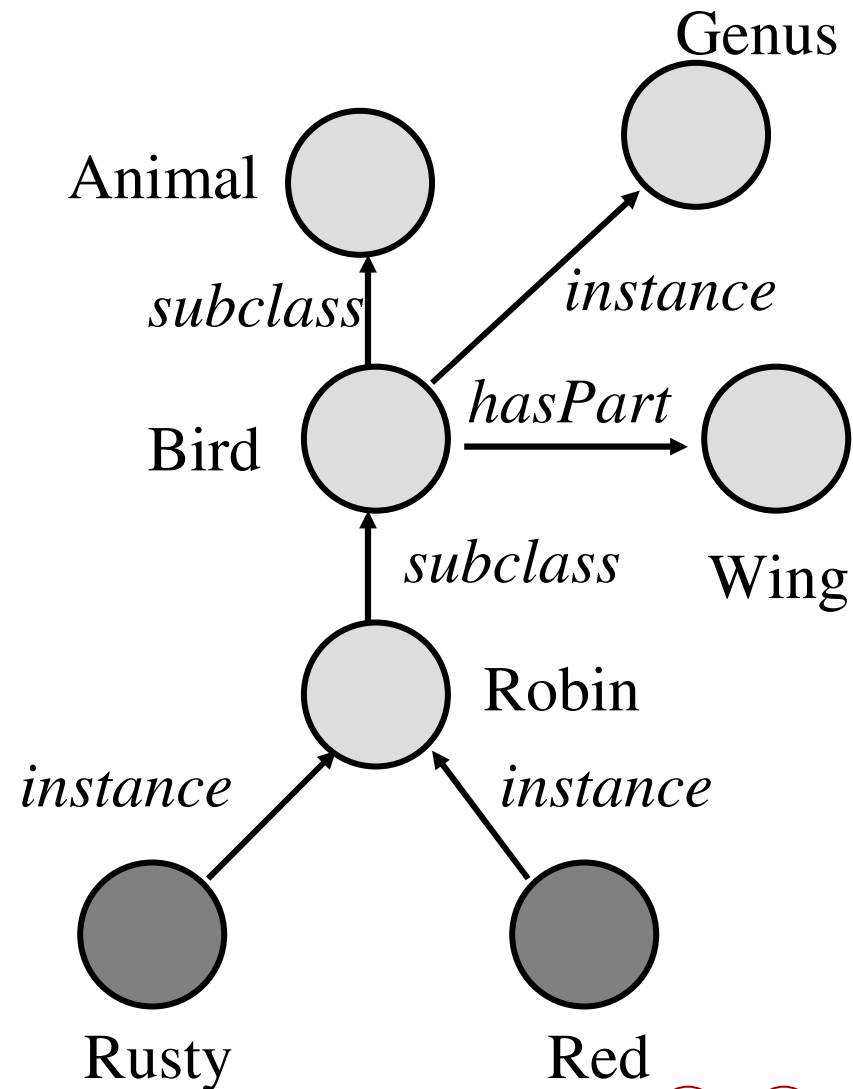 Genus
Animal
subclass
instance
hasPart
Bird
subclass
Wing
Robin
instance
instance
Rusty
Red